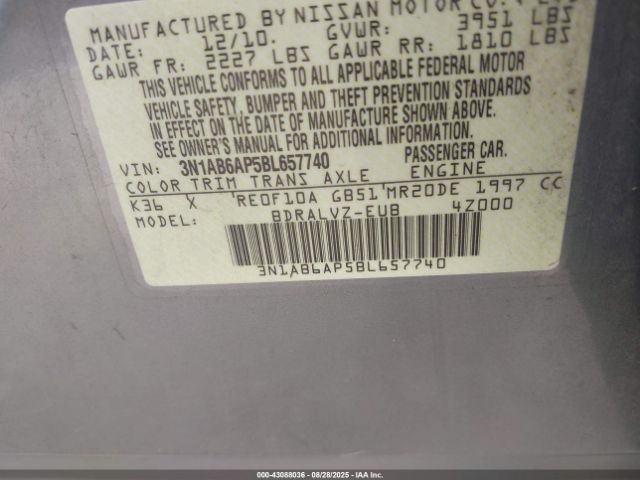 MANUFACTURED BY NISSAN MOTOR CO.
DATE: 12/10. GVWR: 3951 LBS
GAWR FR: 2227 LBS GAWR RR: 1810 LBS
THIS VEHICLE CONFORMS TO ALL APPLICABLE FEDERAL MOTOR
VEHICLE SAFETY, BUMPER AND THEFT PREVENTION STANDARDS
IN EFFECT ON THE DATE OF MANUFACTURE SHOWN ABOVE.
SEE OWNER'S MANUAL FOR ADDITIONAL INFORMATION.
VIN: 3N1AB6AP5BL657740 PASSENGER CAR.
COLOR TRIM TRANS AXLE ENGINE
K36 X REOF10A GB51 MR20DE 1997 CC
MODEL: BDRALVZ-EUB 4Z000
3N1AB6AP5BL657740
000-43088036 - 08/28/2025 - IAA